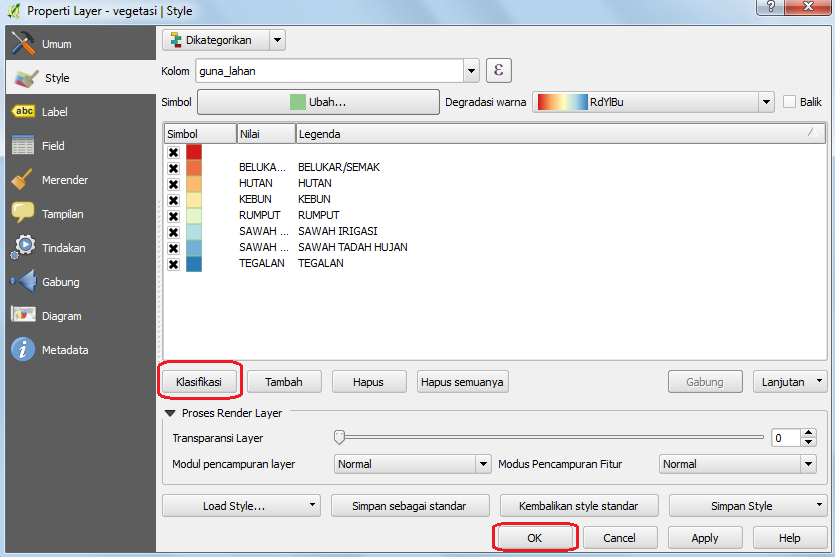 Properti Layer - vegetasi | Style
Umum
Style
abc Label
Field
Merender
Tampilan
Tindakan
Gabung
Diagram
Metadata
Dikategorikan
Kolom guna_lahan ε
Simbol Ubah... Degradasi warna RdYlBu Balik
Simbol Nilai Legenda
BELUKA... BELUKAR/SEMAK
HUTAN HUTAN
KEBUN KEBUN
RUMPUT RUMPUT
SAWAH ... SAWAH IRIGASI
SAWAH ... SAWAH TADAH HUJAN
TEGALAN TEGALAN
Klasifikasi Tambah Hapus Hapus semuanya Gabung Lanjutan
Proses Render Layer
Transparansi Layer 0
Modul pencampuran layer Normal Modus Pencampuran Fitur Normal
Load Style... Simpan sebagai standar Kembalikan style standar Simpan Style
OK Cancel Apply Help